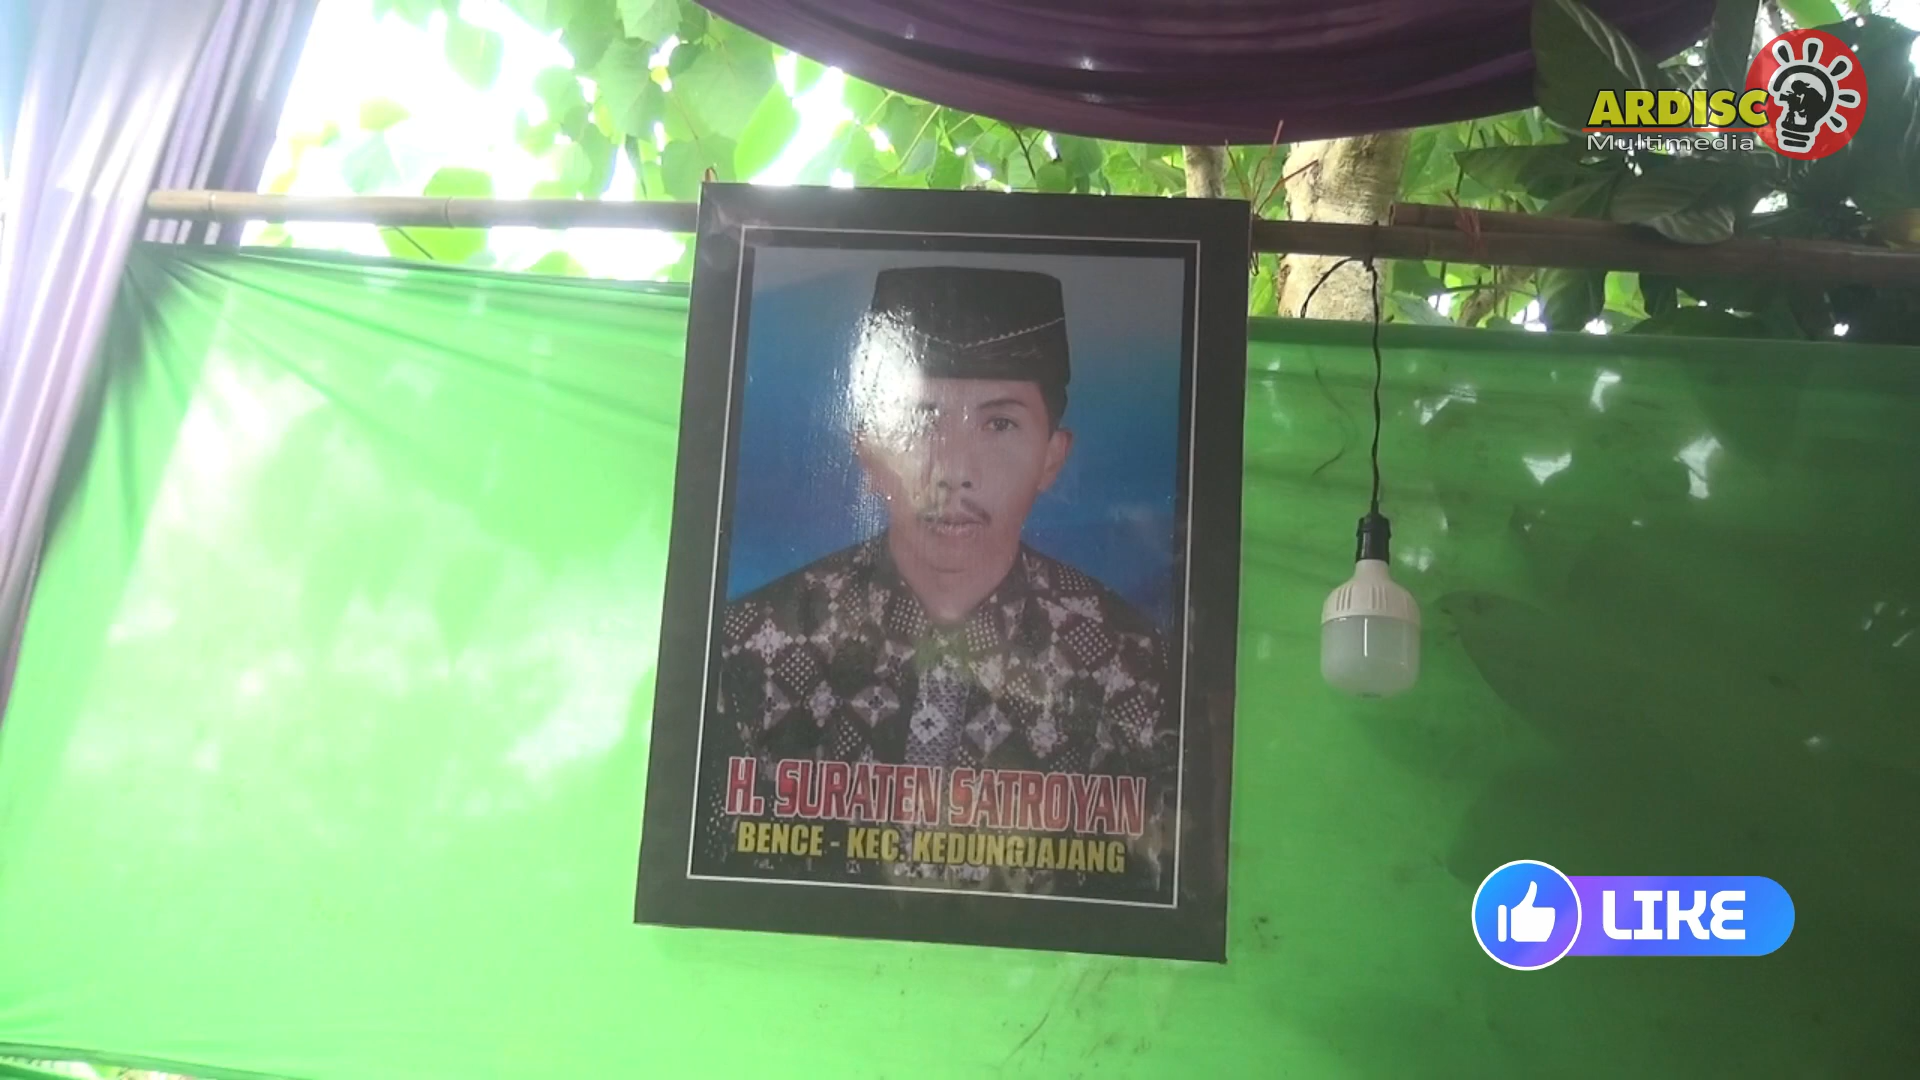 ARDISC
Multimedia
H. SURATEN SATROYAN
BENCE - KEC. KEDUNGJAJANG
LIKE